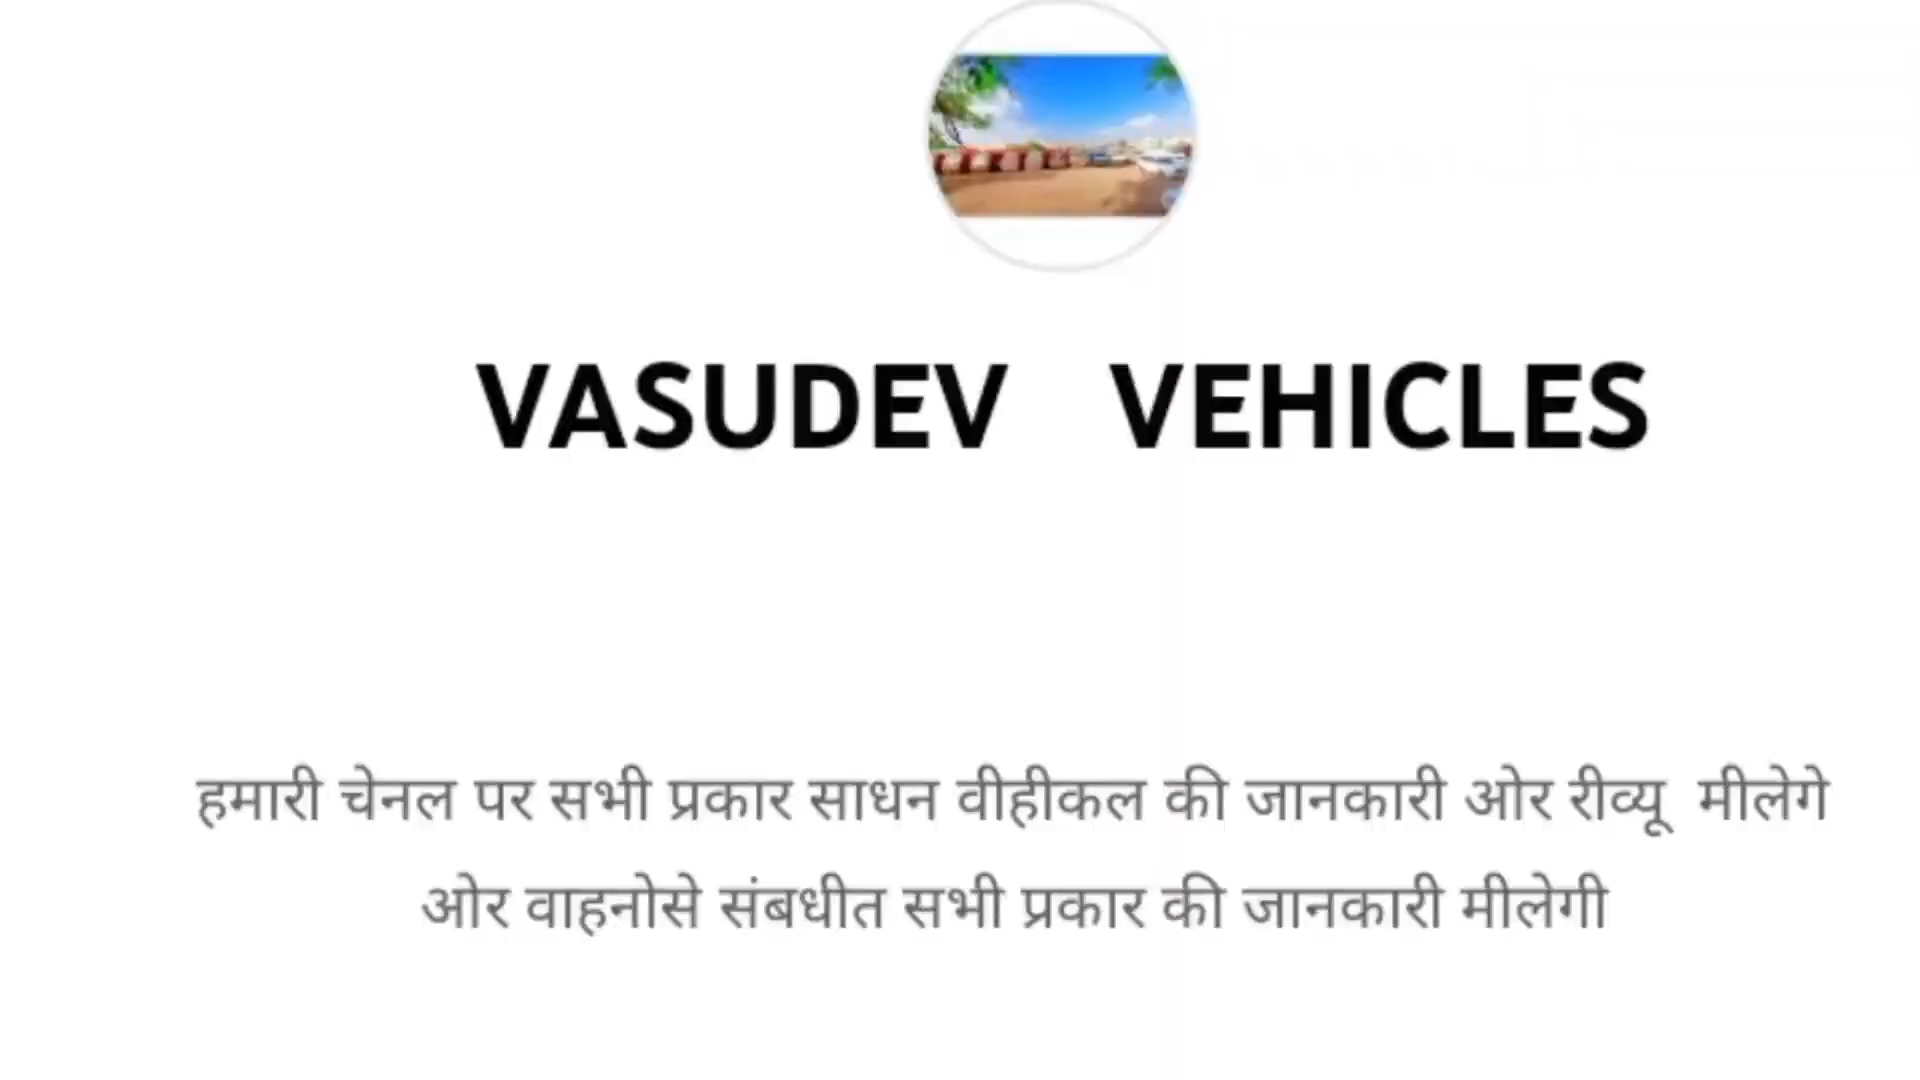 VASUDEV VEHICLES
हमारी चेनल पर सभी प्रकार साधन वीहीकल की जानकारी ओर रीव्यू मीलेगे
ओर वाहनोसे संबधीत सभी प्रकार की जानकारी मीलेगी